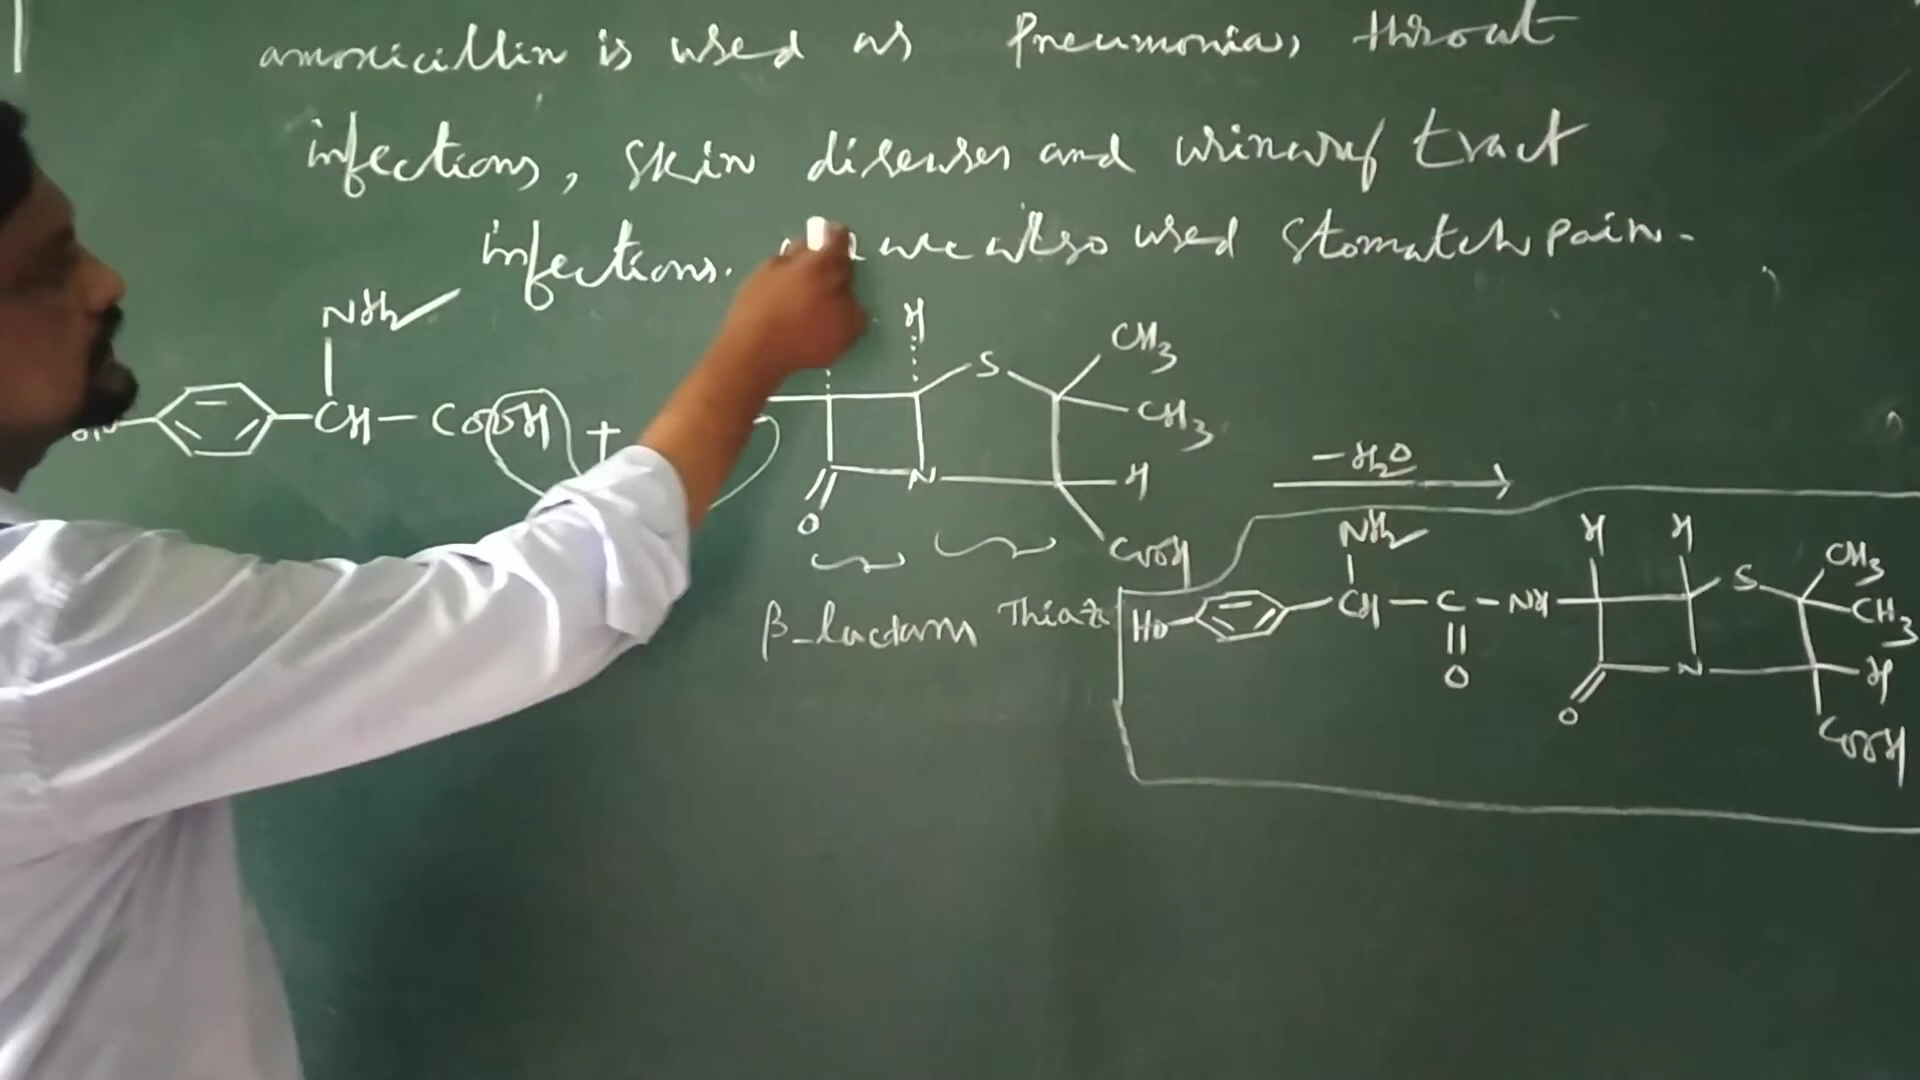 amoxicillin is used as Pneumonia, throat
infections, skin diseases and urinary tract
infections. we also used Stomatch pain.
NH2
CH - COOH +
H
S
CH3
CH3
N
H
O
COOH
β-lactam
-H2O
NH2
HO
CH - C - NH
O
H
H
S
CH3
CH3
N
H
O
COOH